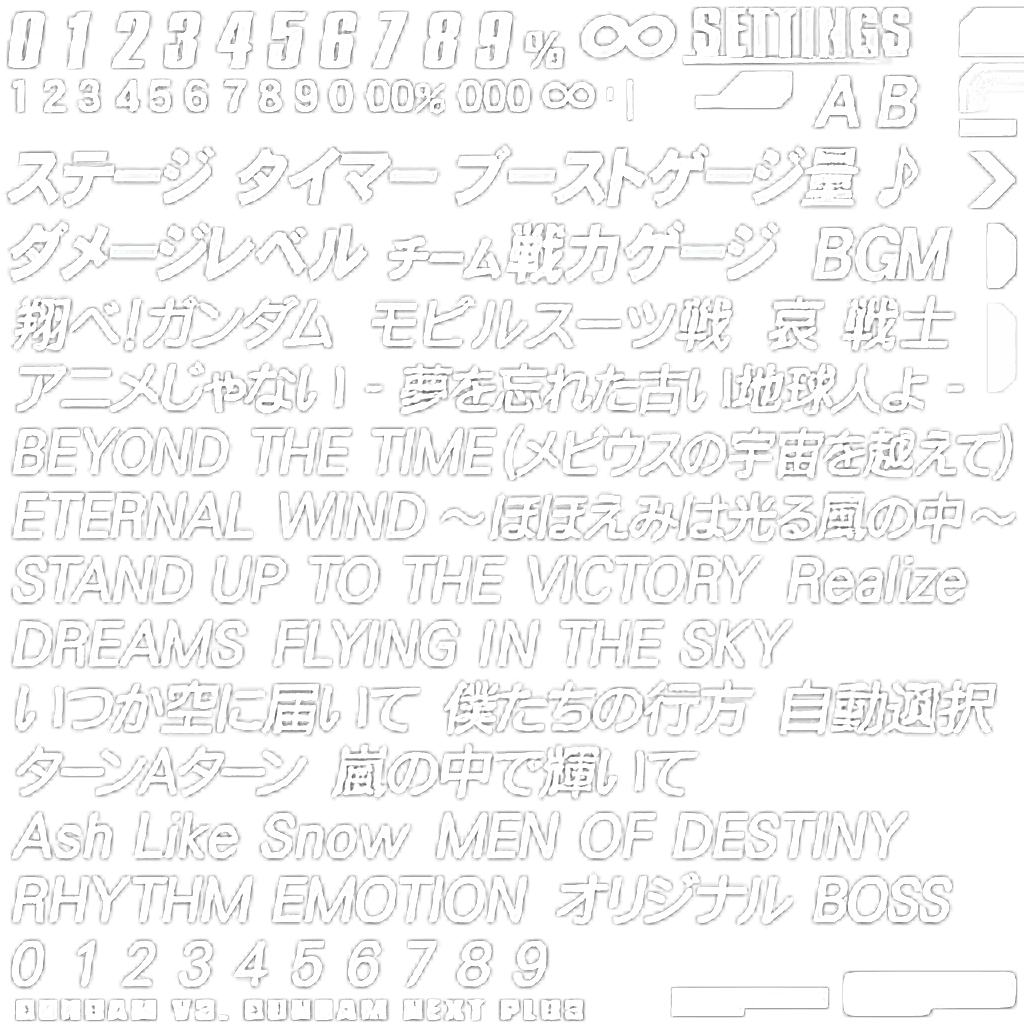 0 1 2 3 4 5 6 7 8 9 % ∞ SETTINGS
1 2 3 4 5 6 7 8 9 0 00% 000 ∞ A B
ステージ タイマー ブーストゲージ量 ♪
ダメージレベル チーム戦力ゲージ BGM
翔べ!ガンダム モビルスーツ戦 哀 戦士
アニメじゃない - 夢を忘れた古い地球人よ -
BEYOND THE TIME (メビウスの宇宙を越えて)
ETERNAL WIND ~ほほえみは光る風の中~
STAND UP TO THE VICTORY Realize
DREAMS FLYING IN THE SKY
いつか空に届いて 僕たちの行方 自動選択
ターンAターン 嵐の中で輝いて
Ash Like Snow MEN OF DESTINY
RHYTHM EMOTION オリジナル BOSS
0 1 2 3 4 5 6 7 8 9
GUNDAM VS. GUNDAM NEXT PLUS